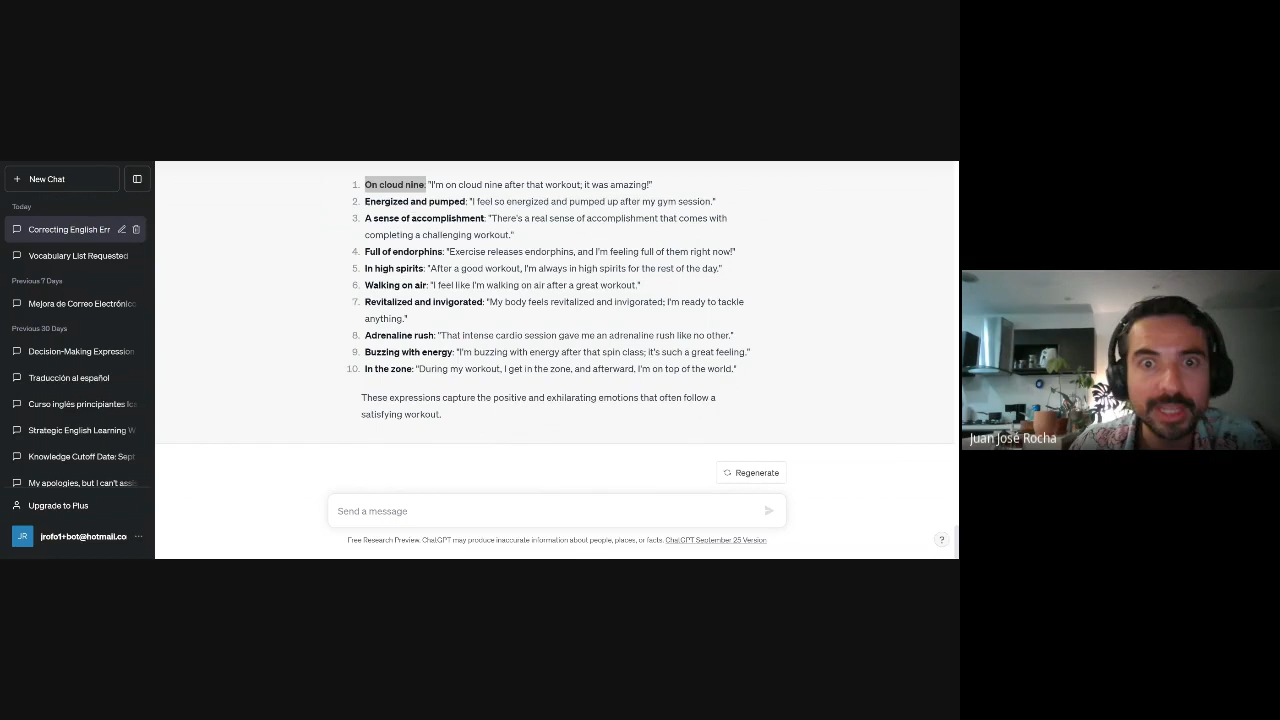 New Chat
Today
Correcting English Err
Vocabulary List Requested
Previous 7 Days
Mejora de Correo Electrónico
Previous 30 Days
Decision-Making Expression
Traducción al español
Curso inglés principiantes
Strategic English Learning W
Knowledge Cutoff Date: Sept
My apologies, but I can't
Upgrade to Plus
JR jrofo1+bot@hotmail.co
1. On cloud nine: "I'm on cloud nine after that workout; it was amazing!"
2. Energized and pumped: "I feel so energized and pumped up after my gym session."
3. A sense of accomplishment: "There's a real sense of accomplishment that comes with
completing a challenging workout."
4. Full of endorphins: "Exercise releases endorphins, and I'm feeling full of them right now!"
5. In high spirits: "After a good workout, I'm always in high spirits for the rest of the day."
6. Walking on air: "I feel like I'm walking on air after a great workout."
7. Revitalized and invigorated: "My body feels revitalized and invigorated; I'm ready to tackle
anything."
8. Adrenaline rush: "That intense cardio session gave me an adrenaline rush like no other."
9. Buzzing with energy: "I'm buzzing with energy after that spin class; it's such a great feeling."
10. In the zone: "During my workout, I get in the zone, and afterward, I'm on top of the world."
These expressions capture the positive and exhilarating emotions that often follow a
satisfying workout.
Regenerate
Send a message
Free Research Preview. ChatGPT may produce inaccurate information about people, places, or facts. ChatGPT September 25 Version
?
Juan José Rocha